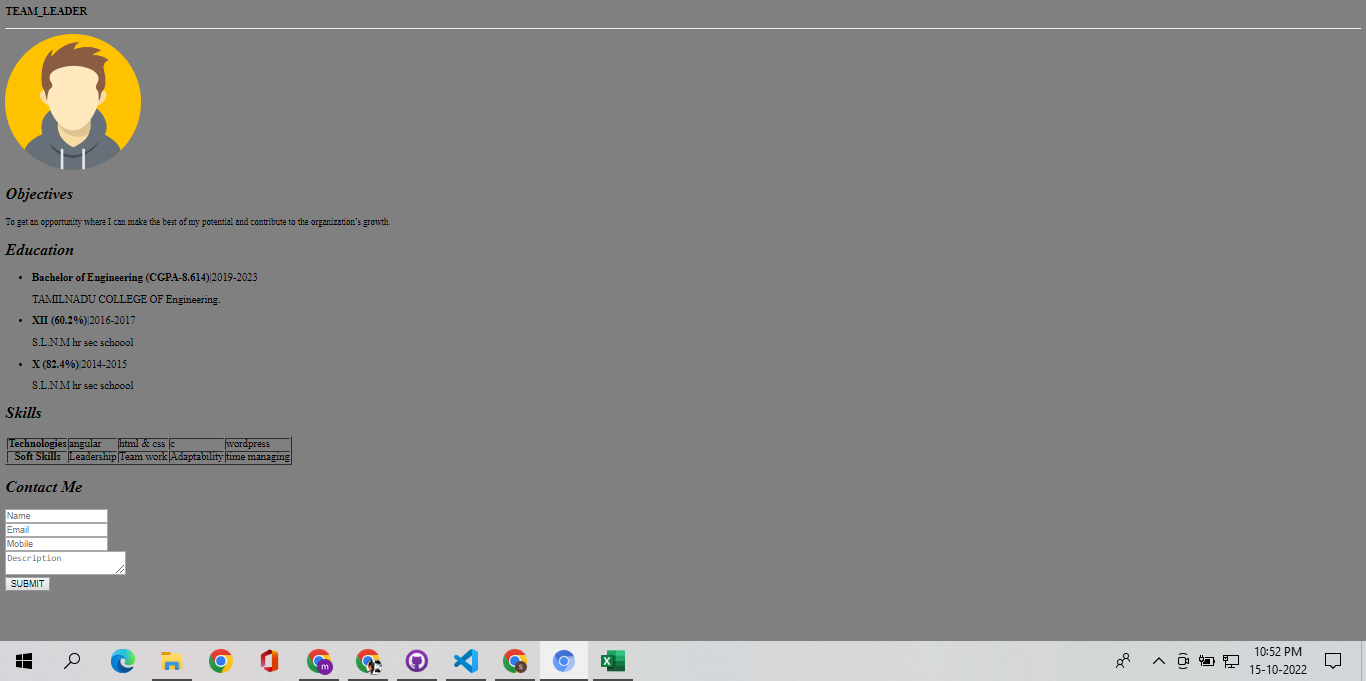 TEAM_LEADER
Objectives
To get an opportunity where I can make the best of my potential and contribute to the organization's growth.
Education
• Bachelor of Engineering (CGPA-8.614)|2019-2023
TAMILNADU COLLEGE OF Engineering.
• XII (60.2%)|2016-2017
S.L.N.M hr sec schoool
• X (82.4%)|2014-2015
S.L.N.M hr sec schoool
Skills
Technologies angular html & css c wordpress
Soft Skills Leadership Team work Adaptability time managing
Contact Me
Name
Email
Mobile
Description
SUBMIT
m
S
10:52 PM
15-10-2022